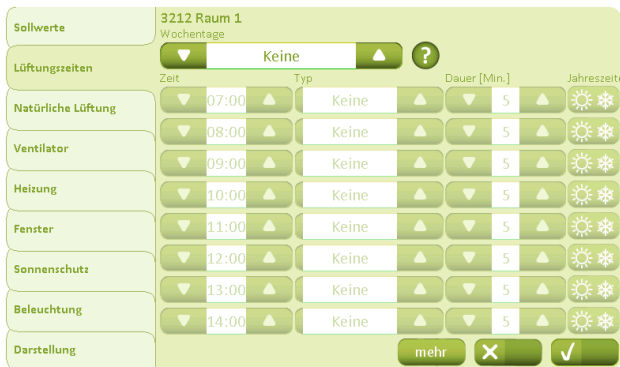 3212 Raum 1
Wochentage
Keine
?
Sollwerte
Lüftungszeiten
Natürliche Lüftung
Ventilator
Heizung
Fenster
Sonnenschutz
Beleuchtung
Darstellung
Zeit Typ Dauer [Min.] Jahreszeite
07:00 Keine 5
08:00 Keine 5
09:00 Keine 5
10:00 Keine 5
11:00 Keine 5
12:00 Keine 5
13:00 Keine 5
14:00 Keine 5
mehr